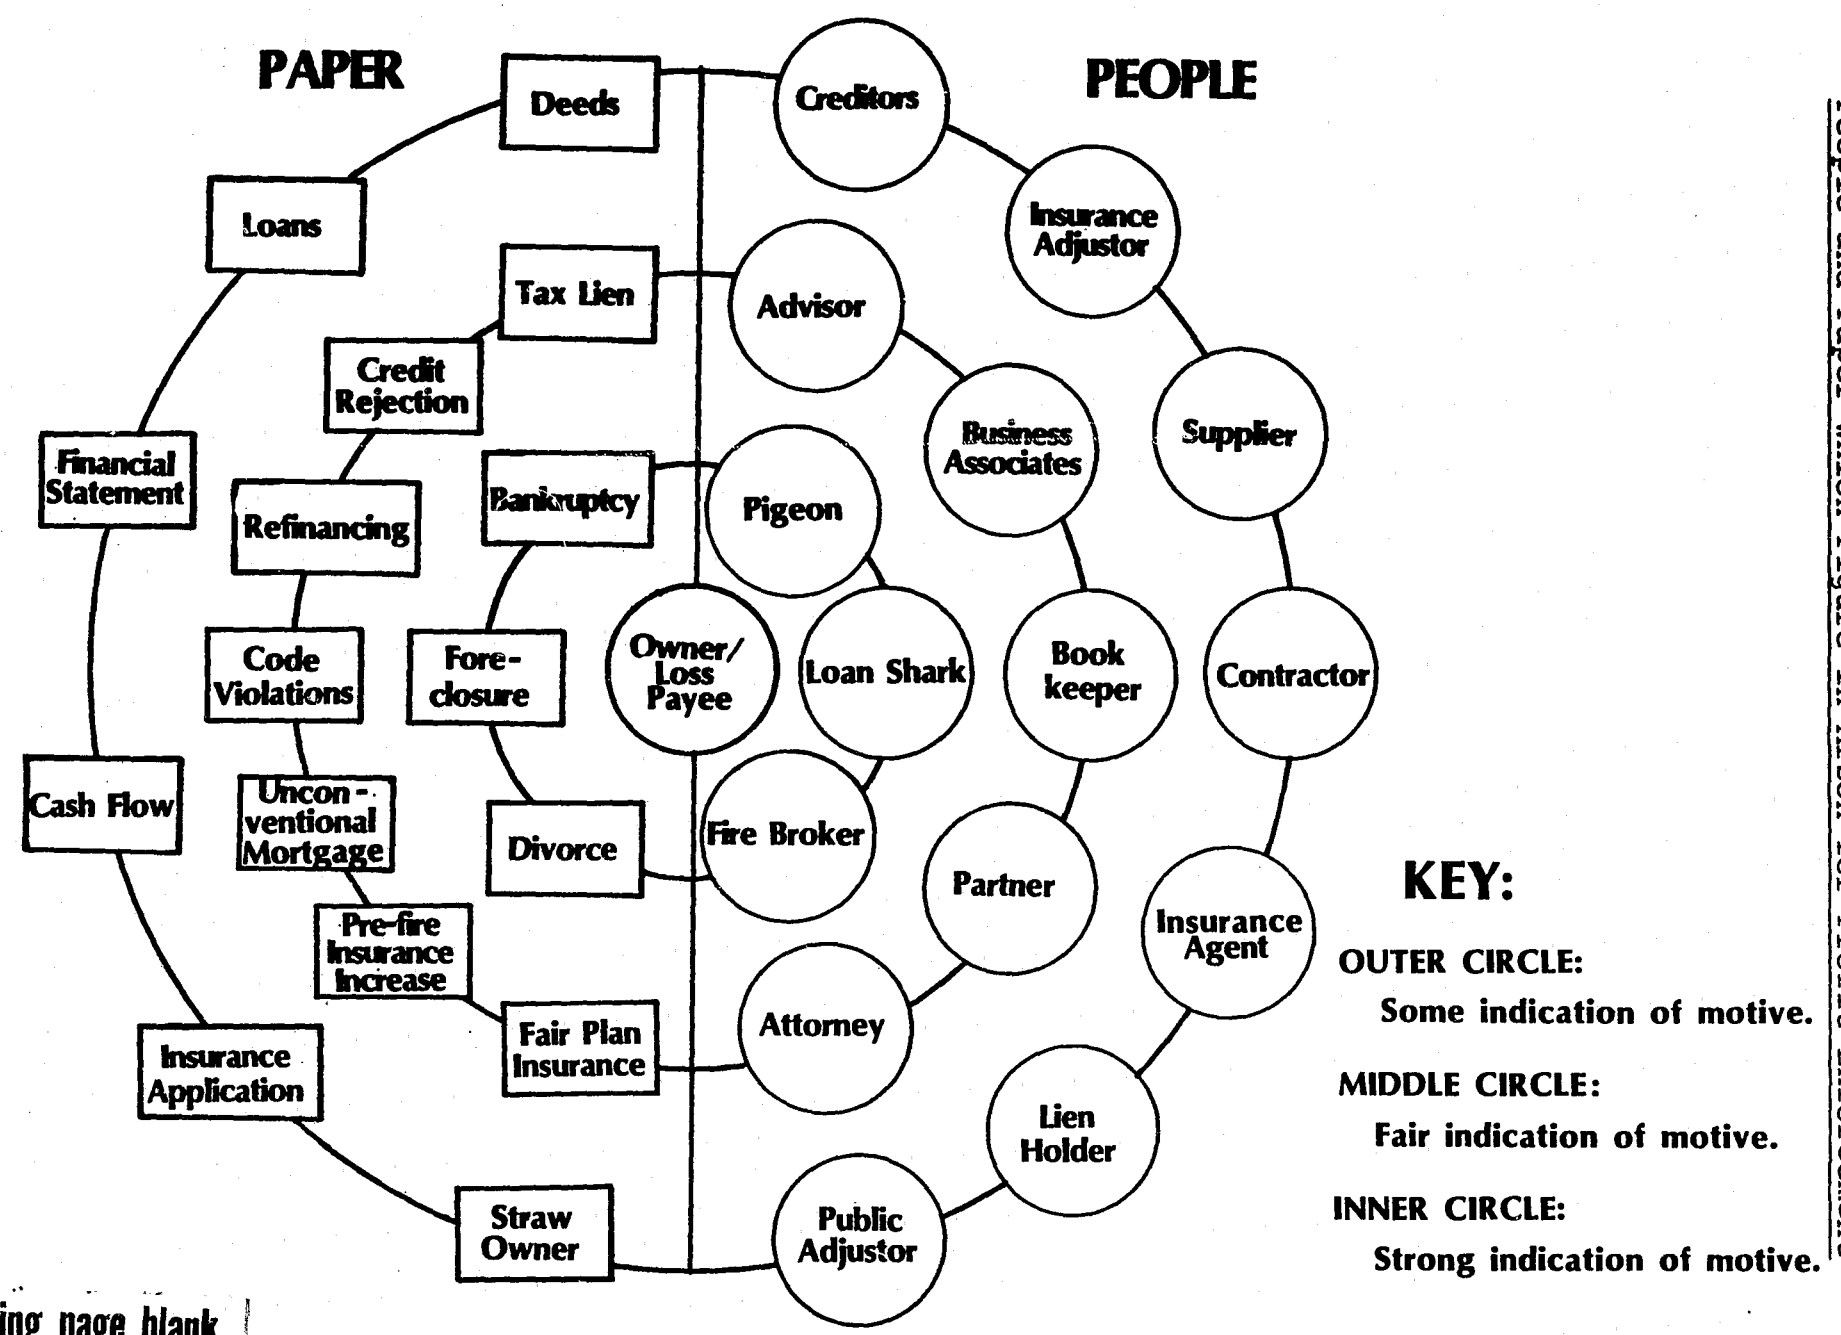 PAPER
PEOPLE
Deeds
Creditors
Loans
Insurance
Adjustor
Tax Lien
Advisor
Credit
Rejection
Business
Associates
Supplier
Financial
Statement
Refinancing
Bankruptcy
Pigeon
Code
Violations
Fore-
closure
Owner/
Loss
Payee
Loan Shark
Book
keeper
Contractor
Cash Flow
Uncon-
ventional
Mortgage
Divorce
Fire Broker
Partner
Pre-fire
Insurance
Increase
Insurance
Agent
Fair Plan
Insurance
Attorney
Insurance
Application
Lien
Holder
Straw
Owner
Public
Adjustor
KEY:
OUTER CIRCLE:
Some indication of motive.
MIDDLE CIRCLE:
Fair indication of motive.
INNER CIRCLE:
Strong indication of motive.
ing page blank